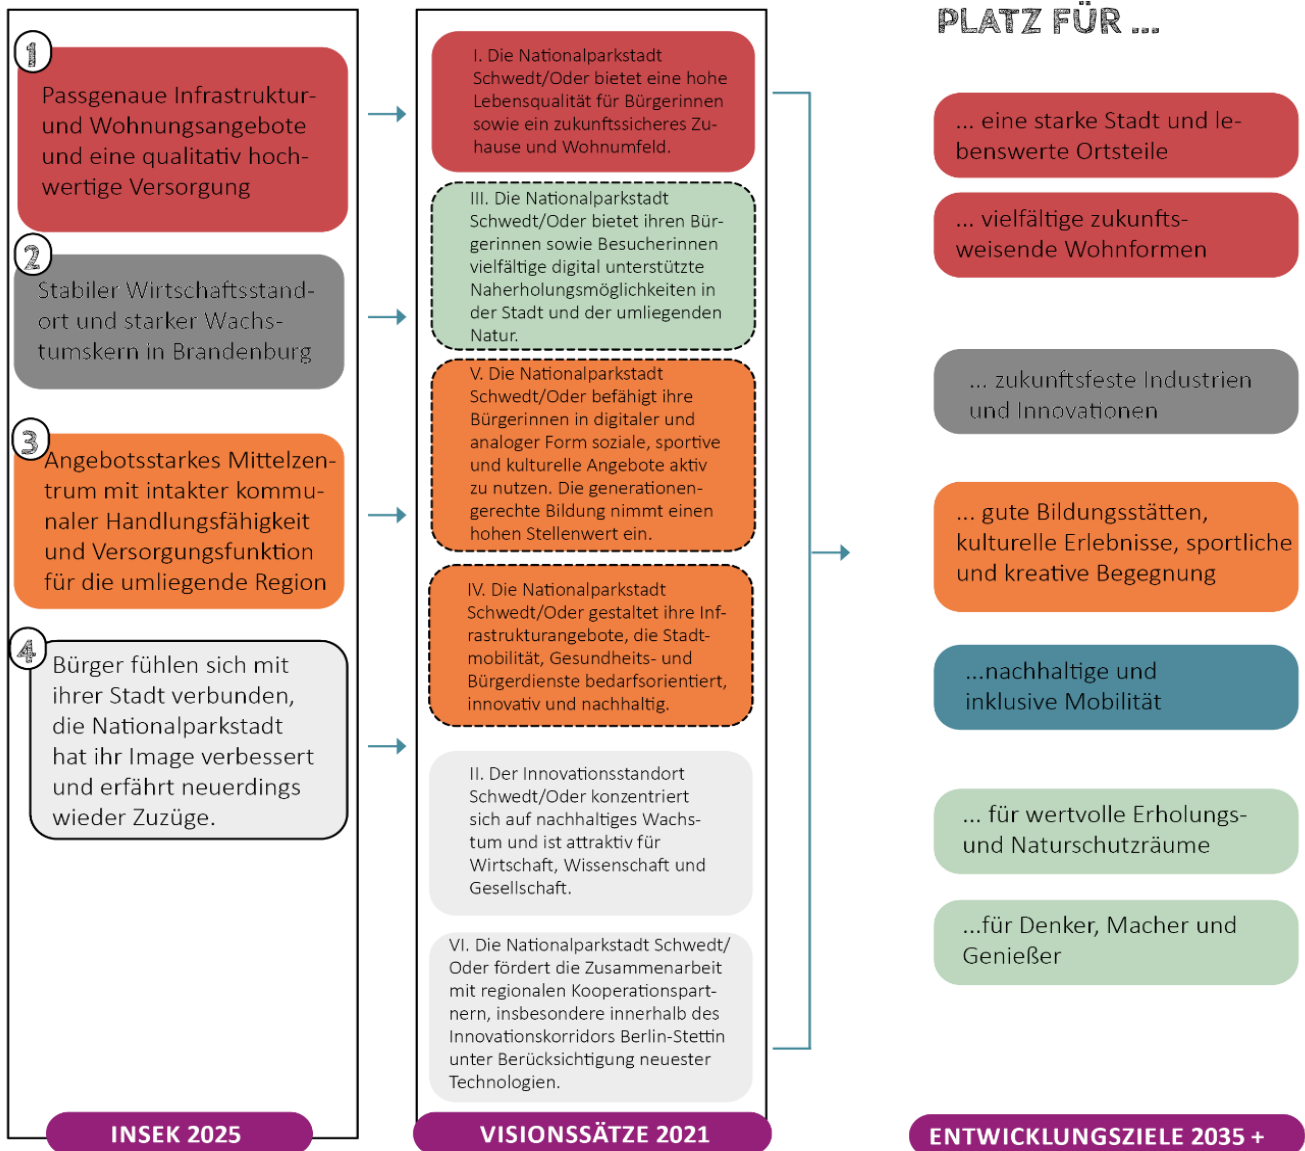 1
Passgenaue Infrastruktur-
und Wohnungsangebote
und eine qualitativ hoch-
wertige Versorgung
2
Stabiler Wirtschaftsstand-
ort und starker Wachs-
tumskern in Brandenburg
3
Angebotsstarkes Mittelzen-
trum mit intakter kommu-
naler Handlungsfähigkeit
und Versorgungsfunktion
für die umliegende Region
4
Bürger fühlen sich mit
ihrer Stadt verbunden,
die Nationalparkstadt
hat ihr Image verbessert
und erfährt neuerdings
wieder Zuzüge.
INSEK 2025
I. Die Nationalparkstadt
Schwedt/Oder bietet eine hohe
Lebensqualität für Bürgerinnen
sowie ein zukunftssicheres Zu-
hause und Wohnumfeld.
III. Die Nationalparkstadt
Schwedt/Oder bietet ihren Bür-
gerinnen sowie Besucherinnen
vielfältige digital unterstützte
Naherholungsmöglichkeiten in
der Stadt und der umliegenden
Natur.
V. Die Nationalparkstadt
Schwedt/Oder befähigt ihre
Bürgerinnen in digitaler und
analoger Form soziale, sportive
und kulturelle Angebote aktiv
zu nutzen. Die generationen-
gerechte Bildung nimmt einen
hohen Stellenwert ein.
IV. Die Nationalparkstadt
Schwedt/Oder gestaltet ihre Inf-
rastrukturangebote, die Stadt-
mobilität, Gesundheits- und
Bürgerdienste bedarfsorientiert,
innovativ und nachhaltig.
II. Der Innovationsstandort
Schwedt/Oder konzentriert
sich auf nachhaltiges Wachs-
tum und ist attraktiv für
Wirtschaft, Wissenschaft und
Gesellschaft.
VI. Die Nationalparkstadt Schwedt/
Oder fördert die Zusammenarbeit
mit regionalen Kooperationspart-
nern, insbesondere innerhalb des
Innovationskorridors Berlin-Stettin
unter Berücksichtigung neuester
Technologien.
VISIONSSÄTZE 2021
PLATZ FÜR ...
... eine starke Stadt und le-
benswerte Ortsteile
... vielfältige zukunfts-
weisende Wohnformen
... zukunftsfeste Industrien
und Innovationen
... gute Bildungsstätten,
kulturelle Erlebnisse, sportliche
und kreative Begegnung
...nachhaltige und
inklusive Mobilität
... für wertvolle Erholungs-
und Naturschutzräume
...für Denker, Macher und
Genießer
ENTWICKLUNGSZIELE 2035 +